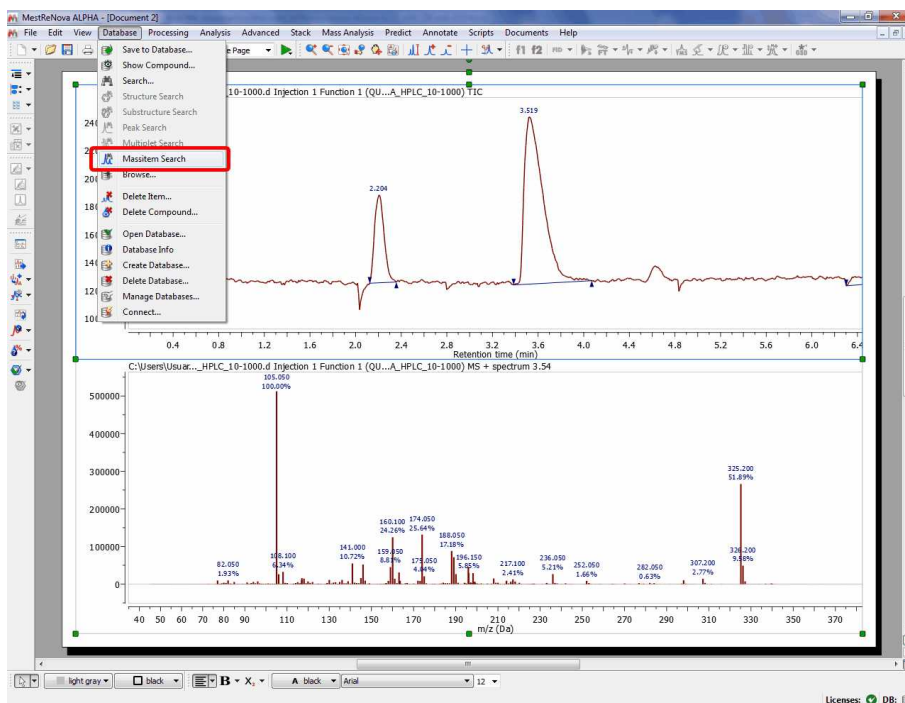 MestReNova ALPHA - [Document 2]
File Edit View Database Processing Analysis Advanced Stack Mass Analysis Predict Annotate Scripts Documents Help
Save to Database...
Show Compound...
Search...
Structure Search
Substructure Search
Peak Search
Multiplet Search
Massitem Search
Browse...
Delete Item...
Delete Compound...
Open Database...
Database Info
Create Database...
Delete Database...
Manage Databases...
Connect...
e Page
10-1000.d Injection 1 Function 1 (QU...A_HPLC_10-1000) TIC
3.519
2.204
0.4 0.8 1.2 1.6 2.0 2.4 2.8 3.2 3.6 4.0 4.4 4.8 5.2 5.6 6.0 6.4
Retention time (min)
C:\Users\Usuar..._HPLC_10-1000.d Injection 1 Function 1 (QU...A_HPLC_10-1000) MS + spectrum 3.54
105.050
100.00%
500000
400000
300000
200000
100000
0
325.200
51.89%
160.100
24.26%
174.050
25.64%
188.050
17.18%
141.000
10.72%
159.050
196.150
5.85%
108.100
6.34%
82.050
1.93%
217.100
2.41%
236.050
5.21%
252.050
1.66%
282.050
0.63%
307.200
2.77%
326.200
9.58%
40 50 60 70 80 90 110 130 150 170 190 210 230 250 270 290 310 330 350 370
m/z (Da)
light gray black B X₂ A black Arial 12
Licenses: DB: